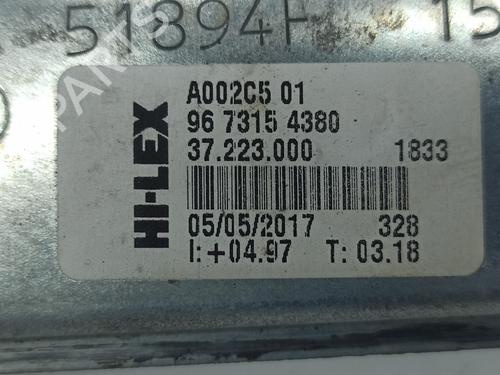 51894F 15
A002C5 01
96 7315 4380
37.223.000 1833
HI-LEX
05/05/2017 328
I: +04.97 T: 03.18